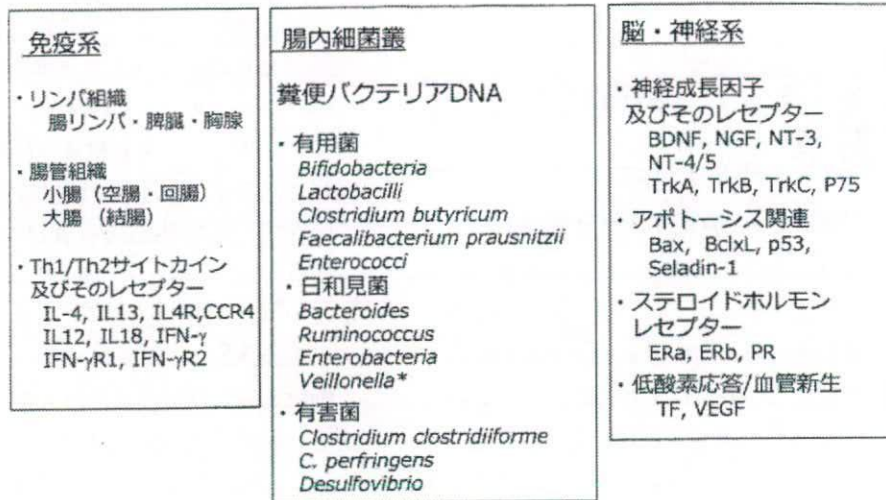 免疫系
・リンパ組織
腸リンパ・脾臓・胸腺
・腸管組織
小腸（空腸・回腸）
大腸（結腸）
・Th1/Th2サイトカイン
及びそのレセプター
IL-4, IL13, IL4R,CCR4
IL12, IL18, IFN-γ
IFN-γR1, IFN-γR2
腸内細菌叢
糞便バクテリアDNA
・有用菌
Bifidobacteria
Lactobacilli
Clostridium butyricum
Faecalibacterium prausnitzii
Enterococci
・日和見菌
Bacteroides
Ruminococcus
Enterobacteria
Veillonella*
・有害菌
Clostridium clostridiiforme
C. perfringens
Desulfovibrio
脳・神経系
・神経成長因子
及びそのレセプター
BDNF, NGF, NT-3,
NT-4/5
TrkA, TrkB, TrkC, P75
・アポトーシス関連
Bax, BclxL, p53,
Seladin-1
・ステロイドホルモン
レセプター
ERa, ERb, PR
・低酸素応答/血管新生
TF, VEGF